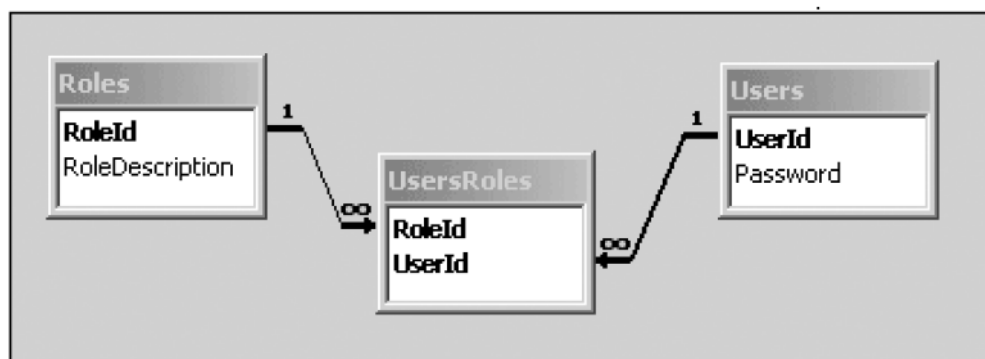 Roles
RoleId
RoleDescription
1
∞
UsersRoles
RoleId
UserId
1
∞
Users
UserId
Password